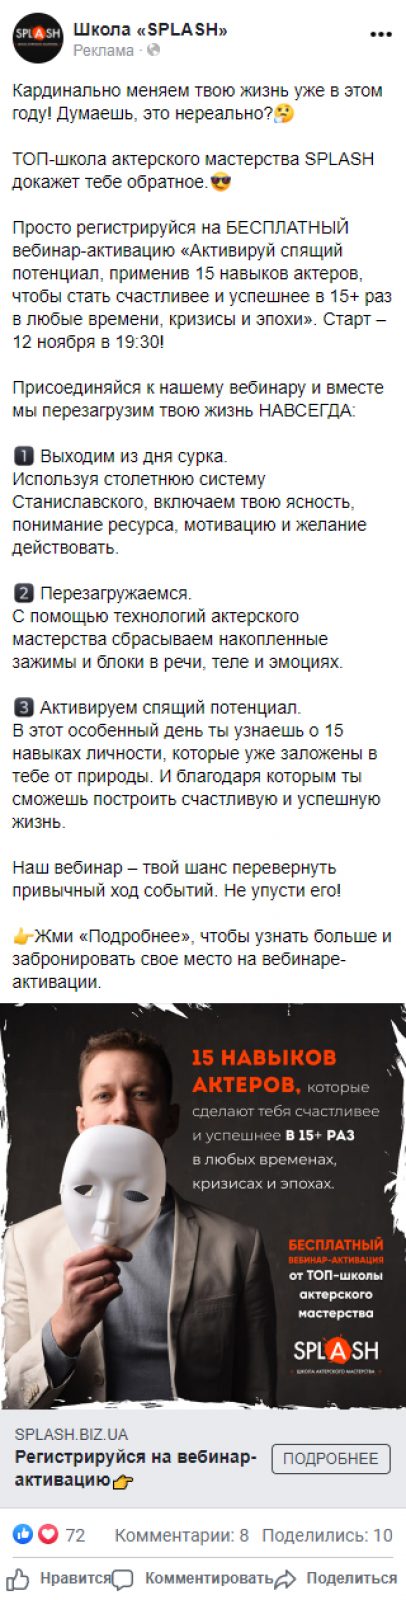 SPLASH
Школа «SPLASH»
Реклама ·
Кардинально меняем твою жизнь уже в этом
году! Думаешь, это нереально?🤔
ТОП-школа актерского мастерства SPLASH
докажет тебе обратное.😎
Просто регистрируйся на БЕСПЛАТНЫЙ
вебинар-активацию «Активируй спящий
потенциал, применив 15 навыков актеров,
чтобы стать счастливее и успешнее в 15+ раз
в любые времени, кризисы и эпохи». Старт –
12 ноября в 19:30!
Присоединяйся к нашему вебинару и вместе
мы перезагрузим твою жизнь НАВСЕГДА:
1️⃣ Выходим из дня сурка.
Используя столетнюю систему
Станиславского, включаем твою ясность,
понимание ресурса, мотивацию и желание
действовать.
2️⃣ Перезагружаемся.
С помощью технологий актерского
мастерства сбрасываем накопленные
зажимы и блоки в речи, теле и эмоциях.
3️⃣ Активируем спящий потенциал.
В этот особенный день ты узнаешь о 15
навыках личности, которые уже заложены в
тебе от природы. И благодаря которым ты
сможешь построить счастливую и успешную
жизнь.
Наш вебинар – твой шанс перевернуть
привычный ход событий. Не упусти его!
👉Жми «Подробнее», чтобы узнать больше и
забронировать свое место на вебинаре-
активации.
15 НАВЫКОВ
АКТЕРОВ, которые
сделают тебя счастливее
и успешнее В 15+ РАЗ
в любых временах,
кризисах и эпохах.
БЕСПЛАТНЫЙ
ВЕБИНАР-АКТИВАЦИЯ
от ТОП-школы
актерского
мастерства
SPLASH
ШКОЛА АКТЕРСКОГО МАСТЕРСТВА
SPLASH.BIZ.UA
Регистрируйся на вебинар-
активацию👉
ПОДРОБНЕЕ
72 Комментарии: 8 Поделились: 10
Нравится Комментировать Поделиться